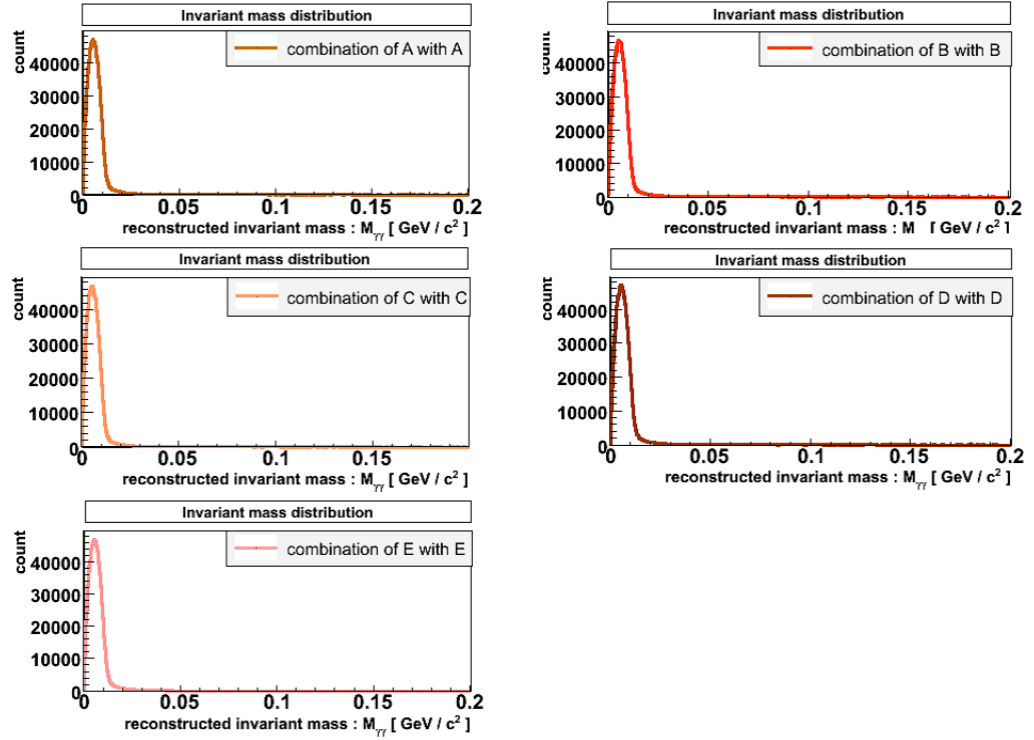 Invariant mass distribution
count
combination of A with A
40000
30000
20000
10000
0
0 0.05 0.1 0.15 0.2
reconstructed invariant mass : Mγγ [ GeV / c² ]
Invariant mass distribution
count
combination of B with B
40000
30000
20000
10000
0
0 0.05 0.1 0.15 0.2
reconstructed invariant mass : M [ GeV / c² ]
Invariant mass distribution
count
combination of C with C
40000
30000
20000
10000
0
0 0.05 0.1 0.15
reconstructed invariant mass : Mγγ [ GeV / c² ]
Invariant mass distribution
count
combination of D with D
40000
30000
20000
10000
0
0 0.05 0.1 0.15 0.2
reconstructed invariant mass : Mγγ [ GeV / c² ]
Invariant mass distribution
count
combination of E with E
40000
30000
20000
10000
0
0 0.05 0.1 0.15 0.2
reconstructed invariant mass : Mγγ [ GeV / c² ]